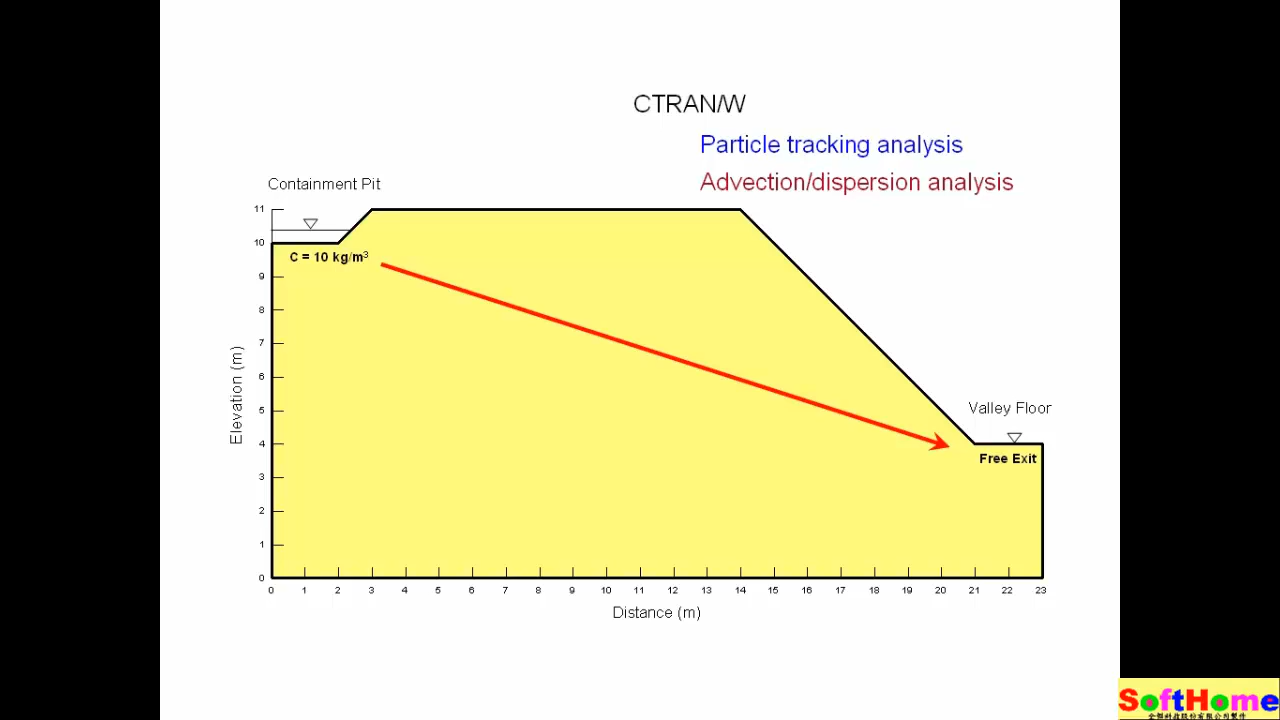 CTRAN/W
Particle tracking analysis
Advection/dispersion analysis
Containment Pit
11
10
9
8
7
6
5
4
3
2
1
0
Elevation (m)
C = 10 kg/m³
Valley Floor
Free Exit
0 1 2 3 4 5 6 7 8 9 10 11 12 13 14 15 16 17 18 19 20 21 22 23
Distance (m)
SoftHome